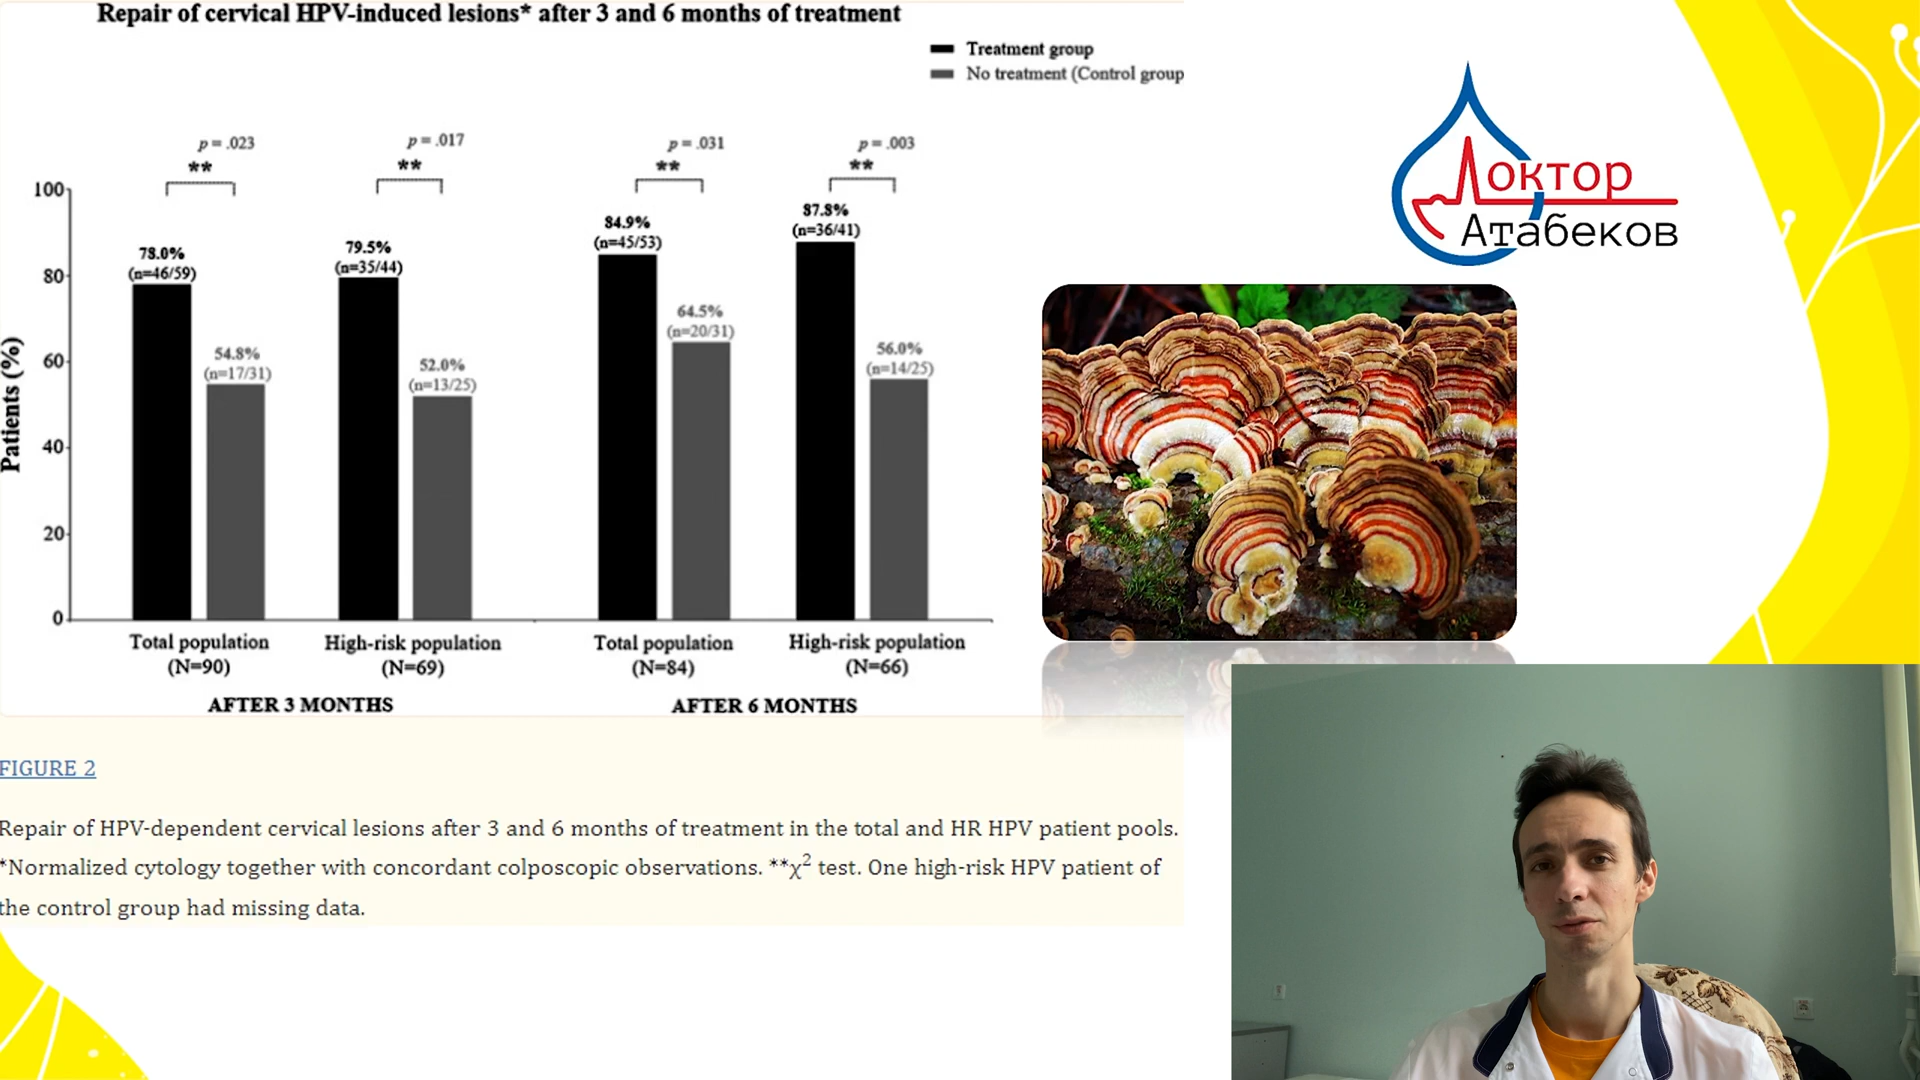 Repair of cervical HPV-induced lesions* after 3 and 6 months of treatment
Treatment group
No treatment (Control group
p = .023
**
p = .017
**
p = .031
**
p = .003
**
Patients (%)
100
80
60
40
20
0
78.0%
(n=46/59)
54.8%
(n=17/31)
79.5%
(n=35/44)
52.0%
(n=13/25)
84.9%
(n=45/53)
64.5%
(n=20/31)
87.8%
(n=36/41)
56.0%
(n=14/25)
Total population
(N=90)
High-risk population
(N=69)
Total population
(N=84)
High-risk population
(N=66)
AFTER 3 MONTHS
AFTER 6 MONTHS
FIGURE 2
Repair of HPV-dependent cervical lesions after 3 and 6 months of treatment in the total and HR HPV patient pools.
*Normalized cytology together with concordant colposcopic observations. **χ² test. One high-risk HPV patient of
the control group had missing data.
Доктор
Атабеков